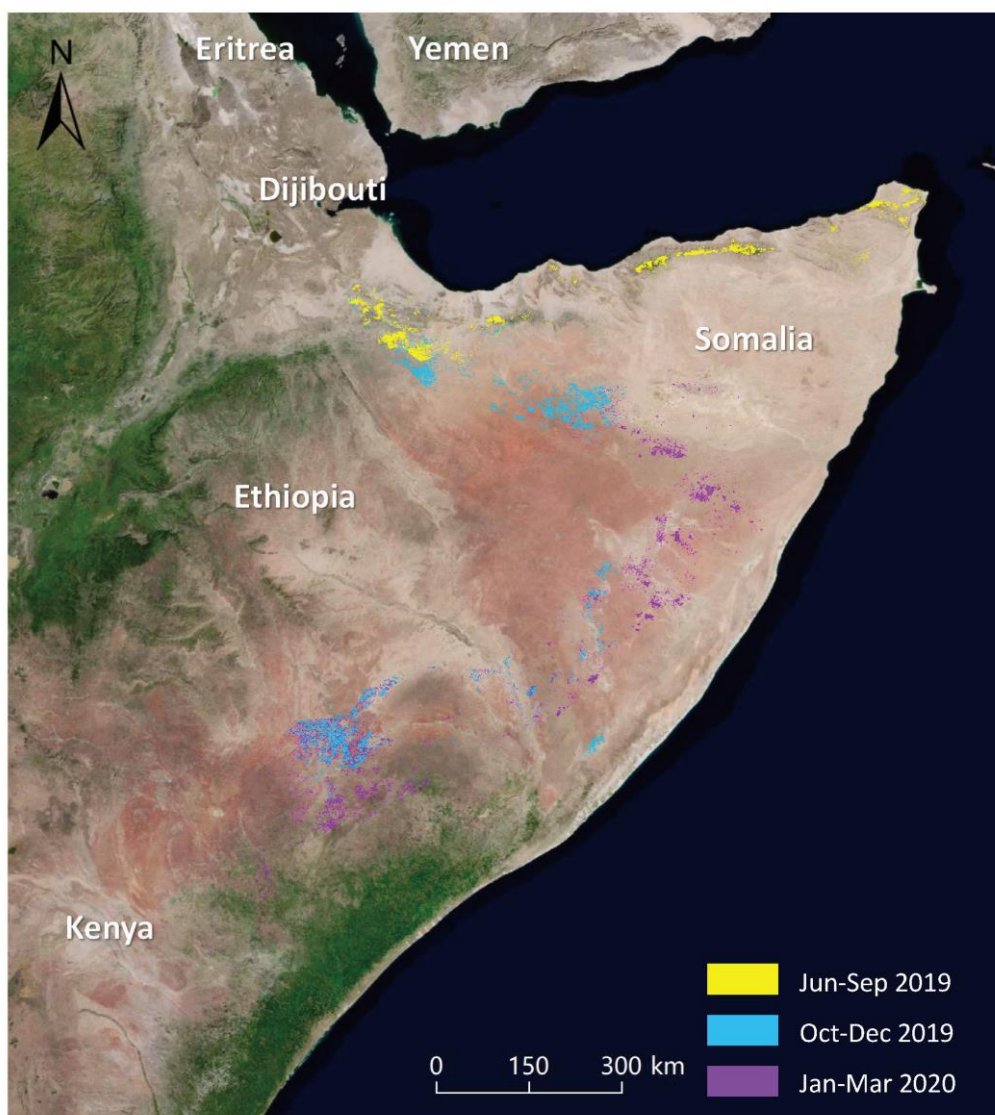 Eritrea
Yemen
N
Dijibouti
Somalia
Ethiopia
Kenya
Jun-Sep 2019
Oct-Dec 2019
Jan-Mar 2020
0 150 300 km